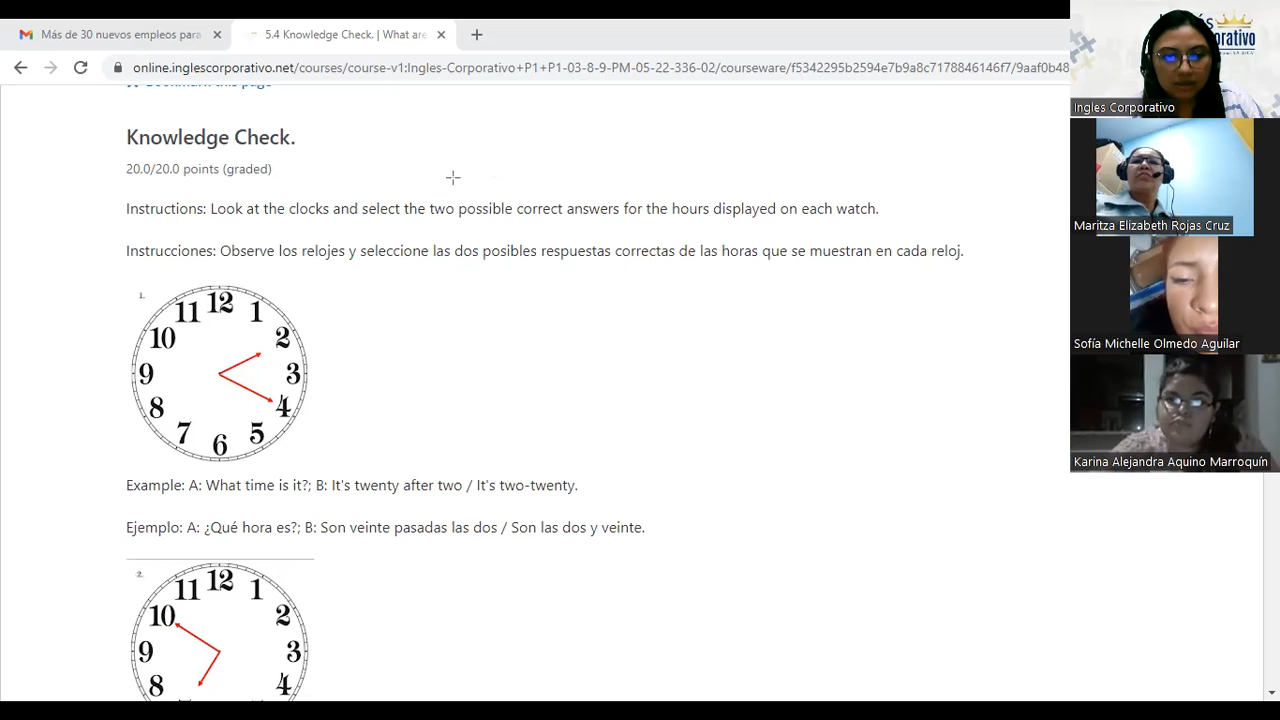 Más de 30 nuevos empleos para
5.4 Knowledge Check. | What are
online.inglescorporativo.net/courses/course-v1:Ingles-Corporativo+P1+P1-03-8-9-PM-05-22-336-02/courseware/f5342295b2594e7b9a8c7178846146f7/9aaf0b48
Bookmark this page
Knowledge Check.
20.0/20.0 points (graded)
Instructions: Look at the clocks and select the two possible correct answers for the hours displayed on each watch.
Instrucciones: Observe los relojes y seleccione las dos posibles respuestas correctas de las horas que se muestran en cada reloj.
1.
12
11 1
10 2
9 3
8 4
7 5
6
Example: A: What time is it?; B: It's twenty after two / It's two-twenty.
Ejemplo: A: ¿Qué hora es?; B: Son veinte pasadas las dos / Son las dos y veinte.
2.
12
11 1
10 2
9 3
8 4
Ingles Corporativo
Maritza Elizabeth Rojas Cruz
Sofía Michelle Olmedo Aguilar
Karina Alejandra Aquino Marroquín